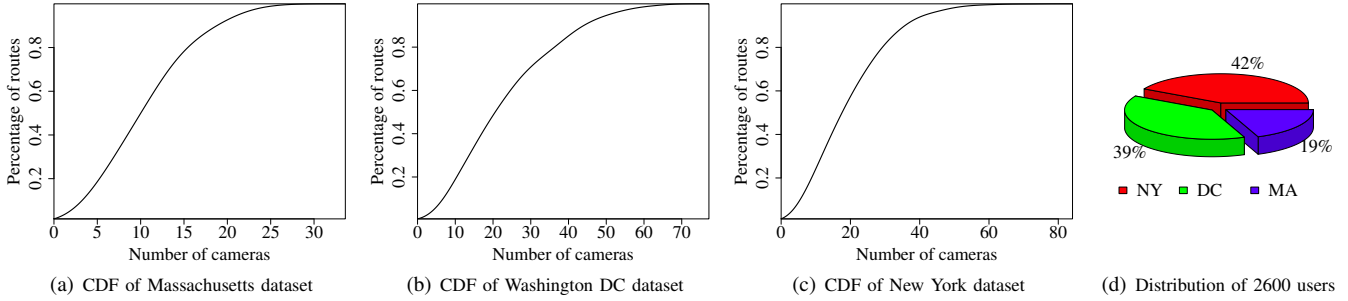 Percentage of routes
0.2 0.4 0.6 0.8
0 5 10 15 20 25 30
Number of cameras
(a) CDF of Massachusetts dataset
Percentage of routes
0.2 0.4 0.6 0.8
0 10 20 30 40 50 60 70
Number of cameras
(b) CDF of Washington DC dataset
Percentage of routes
0.2 0.4 0.6 0.8
0 20 40 60 80
Number of cameras
(c) CDF of New York dataset
42%
39%
19%
NY DC MA
(d) Distribution of 2600 users